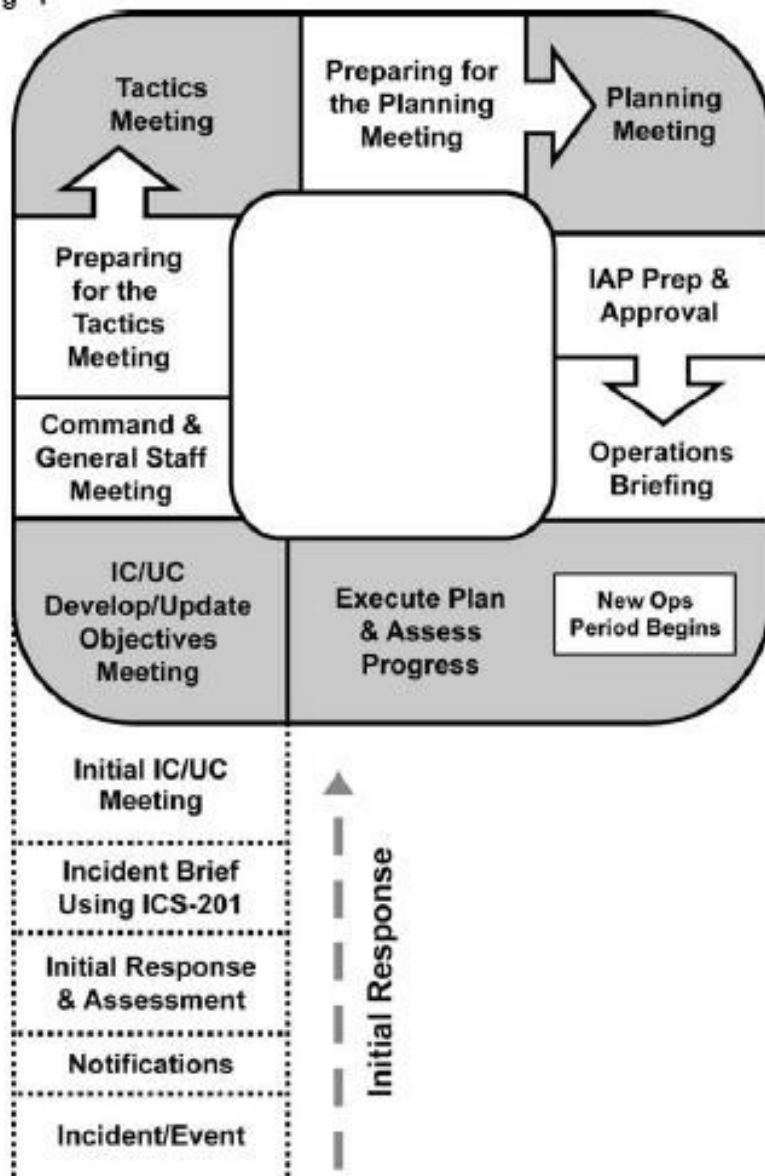 Tactics
Meeting
Preparing for
the Planning
Meeting
Planning
Meeting
Preparing
for the
Tactics
Meeting
IAP Prep &
Approval
Command &
General Staff
Meeting
Operations
Briefing
IC/UC
Develop/Update
Objectives
Meeting
Execute Plan
& Assess
Progress
New Ops
Period Begins
Initial IC/UC
Meeting
Incident Brief
Using ICS-201
Initial Response
& Assessment
Notifications
Incident/Event
Initial Response